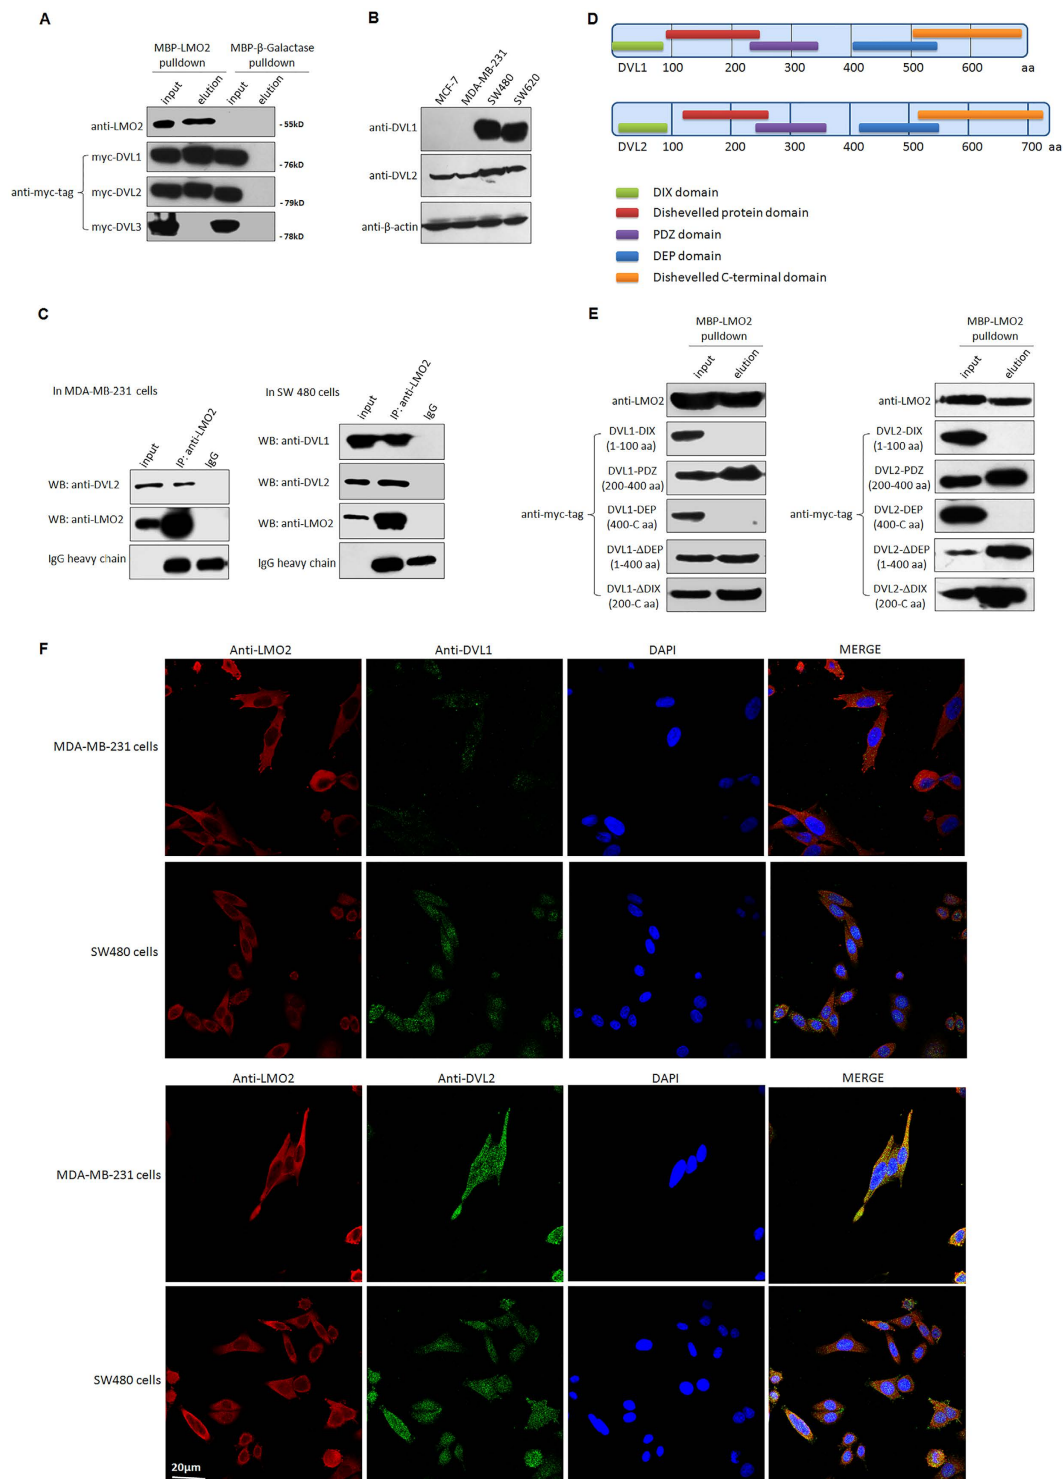 A
MBP-LMO2 pulldown
MBP-β-Galactase pulldown
input
elution
input
elution
anti-LMO2
- 55kD
myc-DVL1
- 76kD
anti-myc-tag
myc-DVL2
- 79kD
myc-DVL3
- 78kD
B
MCF-7
MDA-MB-231
SW480
SW620
anti-DVL1
anti-DVL2
anti-β-actin
D
DVL1 100 200 300 400 500 600 aa
DVL2 100 200 300 400 500 600 700 aa
DIX domain
Dishevelled protein domain
PDZ domain
DEP domain
Dishevelled C-terminal domain
C
In MDA-MB-231 cells
input
IP: anti-LMO2
IgG
WB: anti-DVL2
WB: anti-LMO2
IgG heavy chain
In SW 480 cells
input
IP: anti-LMO2
IgG
WB: anti-DVL1
WB: anti-DVL2
WB: anti-LMO2
IgG heavy chain
E
MBP-LMO2
pulldown
input
elution
anti-LMO2
DVL1-DIX
(1-100 aa)
DVL1-PDZ
(200-400 aa)
anti-myc-tag
DVL1-DEP
(400-C aa)
DVL1-ΔDEP
(1-400 aa)
DVL1-ΔDIX
(200-C aa)
MBP-LMO2
pulldown
input
elution
anti-LMO2
DVL2-DIX
(1-100 aa)
DVL2-PDZ
(200-400 aa)
anti-myc-tag
DVL2-DEP
(400-C aa)
DVL2-ΔDEP
(1-400 aa)
DVL2-ΔDIX
(200-C aa)
F
Anti-LMO2 Anti-DVL1 DAPI MERGE
MDA-MB-231 cells
SW480 cells
Anti-LMO2 Anti-DVL2 DAPI MERGE
MDA-MB-231 cells
SW480 cells
20μm